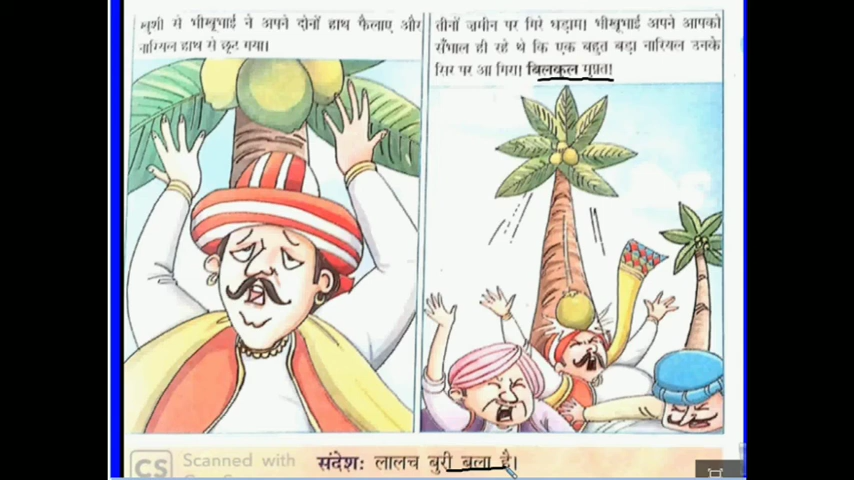 ख़ुशी से भीखूभाई ने अपने दोनों हाथ फैलाए और
नारियल हाथ से छूट गया।
तीनों ज़मीन पर गिरे धड़ाम। भीखूभाई अपने आपको
सँभाल ही रहे थे कि एक बहुत बड़ा नारियल उनके
सिर पर आ गिरा। बिलकुल मुफ़्त!
संदेश: लालच बुरी बला है।
CS Scanned with